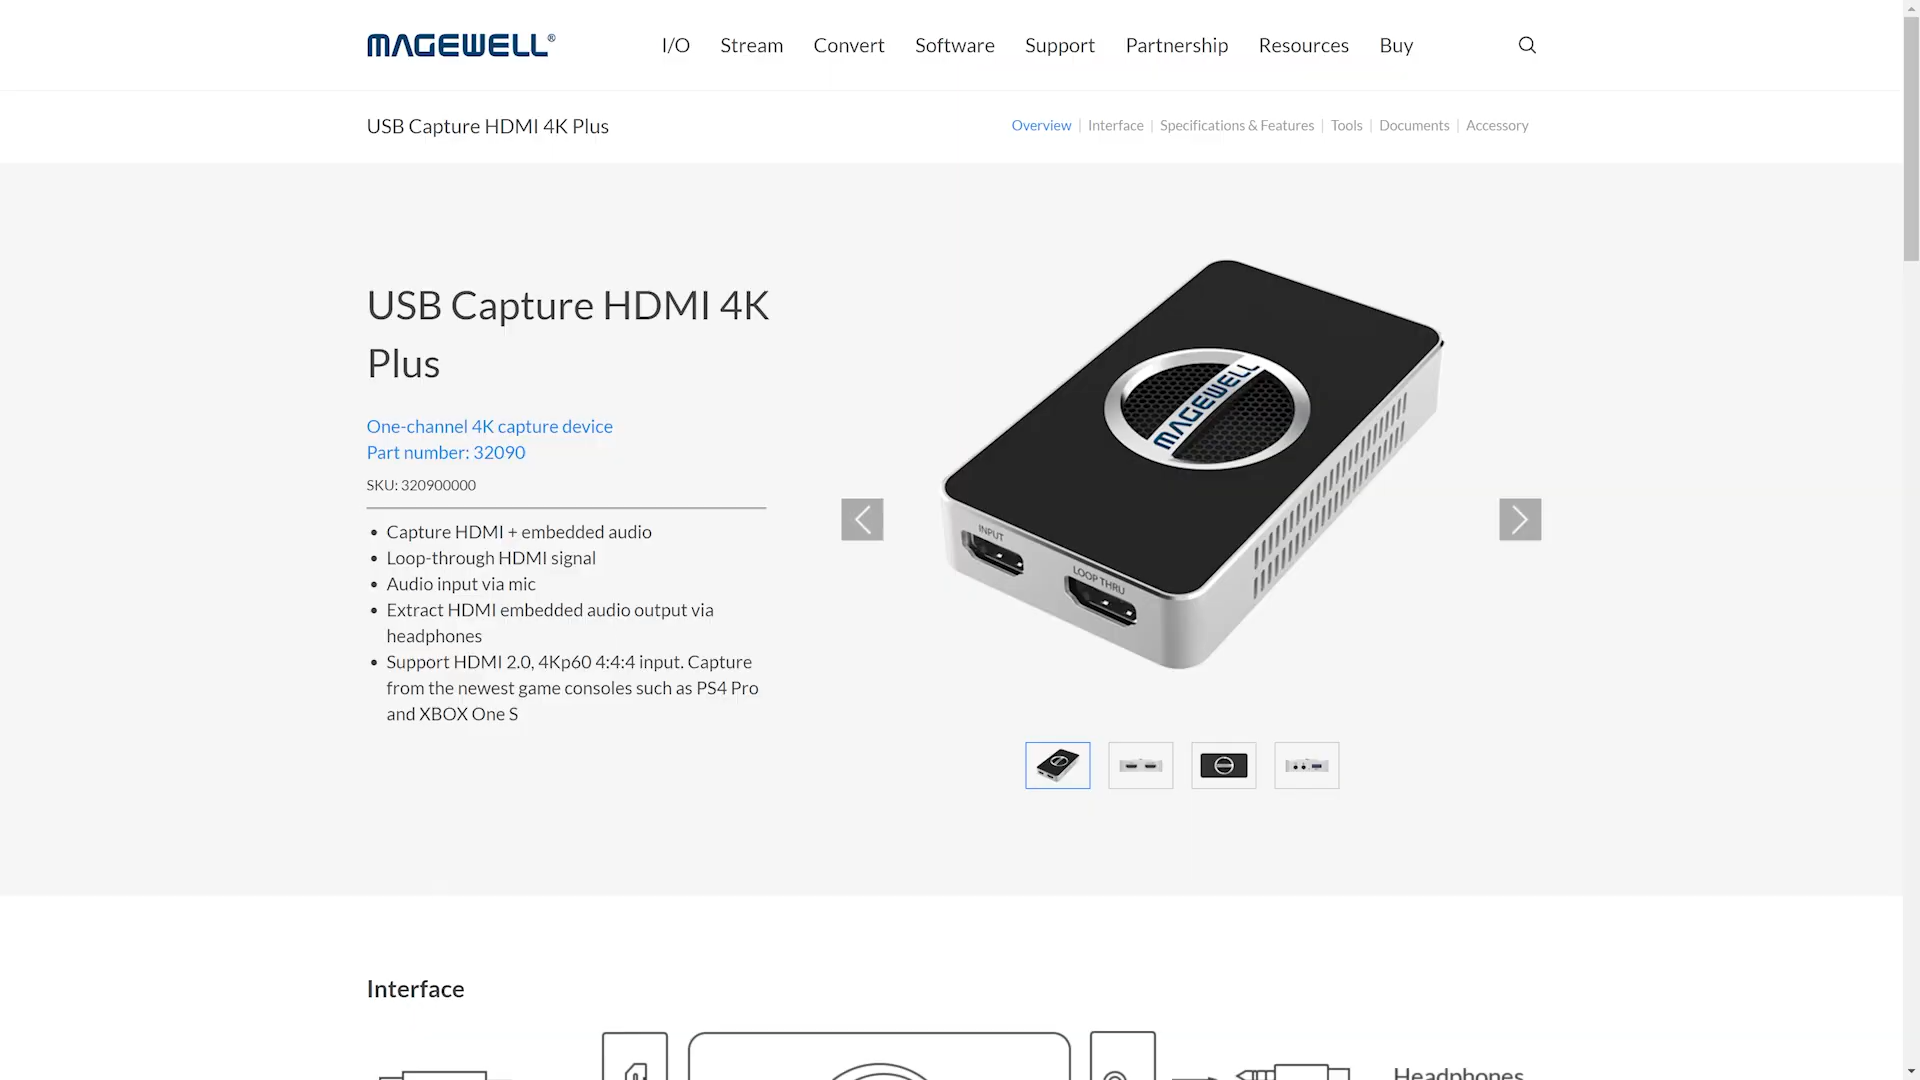 MAGEWELL®
I/O Stream Convert Software Support Partnership Resources Buy
USB Capture HDMI 4K Plus
Overview | Interface | Specifications & Features | Tools | Documents | Accessory
USB Capture HDMI 4K
Plus
One-channel 4K capture device
Part number: 32090
SKU: 320900000
• Capture HDMI + embedded audio
• Loop-through HDMI signal
• Audio input via mic
• Extract HDMI embedded audio output via
headphones
• Support HDMI 2.0, 4Kp60 4:4:4 input. Capture
from the newest game consoles such as PS4 Pro
and XBOX One S
MAGEWELL
INPUT
LOOP THRU
Interface
Headphones